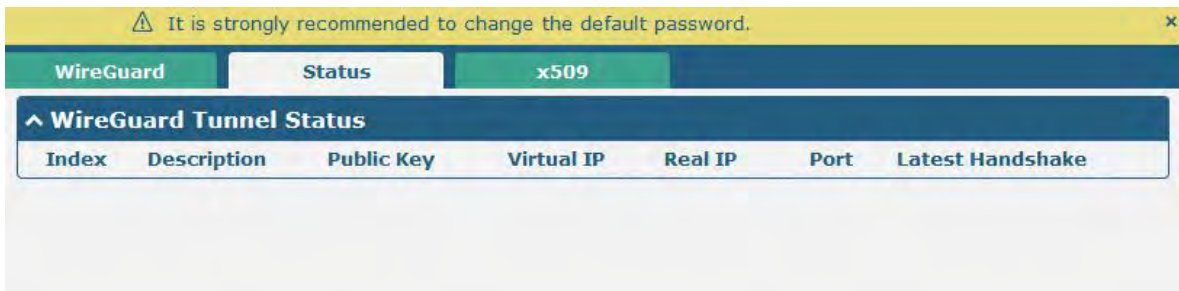 ⚠ It is strongly recommended to change the default password. ×
WireGuard Status x509
^ WireGuard Tunnel Status
Index Description Public Key Virtual IP Real IP Port Latest Handshake